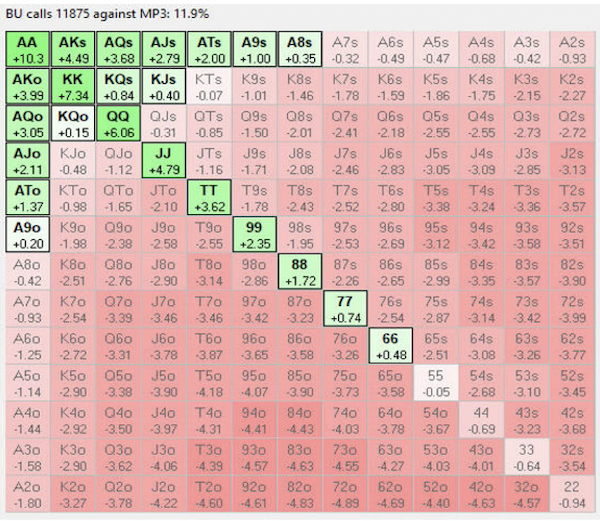 BU calls 11875 against MP3: 11.9%
AA AKs AQs AJs ATs A9s A8s A7s A6s A5s A4s A3s A2s
+10.3 +4.49 +3.68 +2.79 +2.00 +1.00 +0.35 -0.32 -0.49 -0.47 -0.68 -0.42 -0.93
AKo KK KQs KJs KTs K9s K8s K7s K6s K5s K4s K3s K2s
+3.99 +7.34 +0.84 +0.40 -0.07 -1.01 -1.46 -1.78 -1.59 -1.86 -1.75 -2.15 -2.27
AQo KQo QQ QJs QTs Q9s Q8s Q7s Q6s Q5s Q4s Q3s Q2s
+3.05 +0.15 +6.06 -0.31 -0.85 -1.50 -2.01 -2.41 -2.18 -2.55 -2.55 -2.73 -2.72
AJo KJo QJo JJ JTs J9s J8s J7s J6s J5s J4s J3s J2s
+2.11 -0.48 -1.12 +4.79 -1.16 -1.71 -2.08 -2.46 -2.83 -3.05 -3.09 -2.85 -3.13
ATo KTo QTo JTo TT T9s T8s T7s T6s T5s T4s T3s T2s
+1.37 -0.98 -1.65 -2.10 +3.62 -1.78 -2.43 -2.52 -2.80 -3.38 -3.24 -3.36 -3.57
A9o K9o Q9o J9o T9o 99 98s 97s 96s 95s 94s 93s 92s
+0.20 -1.98 -2.38 -2.58 -2.55 +2.35 -1.95 -2.53 -2.69 -3.12 -3.42 -3.58 -3.51
A8o K8o Q8o J8o T8o 98o 88 87s 86s 85s 84s 83s 82s
-0.42 -2.51 -2.76 -2.90 -3.14 -2.86 +1.72 -2.26 -2.65 -2.99 -3.35 -3.57 -3.90
A7o K7o Q7o J7o T7o 97o 87o 77 76s 75s 74s 73s 72s
-0.93 -2.54 -3.39 -3.46 -3.46 -3.42 -3.23 +0.74 -2.54 -2.87 -3.14 -3.42 -3.99
A6o K6o Q6o J6o T6o 96o 86o 76o 66 65s 64s 63s 62s
-1.25 -2.72 -3.31 -3.78 -3.87 -3.65 -3.58 -3.26 +0.48 -2.51 -3.08 -3.26 -3.77
A5o K5o Q5o J5o T5o 95o 85o 75o 65o 55 54s 53s 52s
-1.14 -2.90 -3.38 -3.90 -4.18 -4.07 -3.90 -3.73 -3.58 -0.05 -2.68 -3.10 -3.45
A4o K4o Q4o J4o T4o 94o 84o 74o 64o 54o 44 43s 42s
-1.44 -2.92 -3.50 -3.97 -4.31 -4.41 -4.43 -4.03 -3.78 -3.67 -0.69 -3.23 -3.68
A3o K3o Q3o J3o T3o 93o 83o 73o 63o 53o 43o 33 32s
-1.58 -2.90 -3.62 -4.06 -4.39 -4.57 -4.63 -4.55 -4.27 -4.03 -4.01 -0.64 -3.54
A2o K2o Q2o J2o T2o 92o 82o 72o 62o 52o 42o 32o 22
-1.80 -3.27 -3.78 -4.22 -4.60 -4.61 -4.83 -4.89 -4.69 -4.40 -4.63 -4.57 -0.94